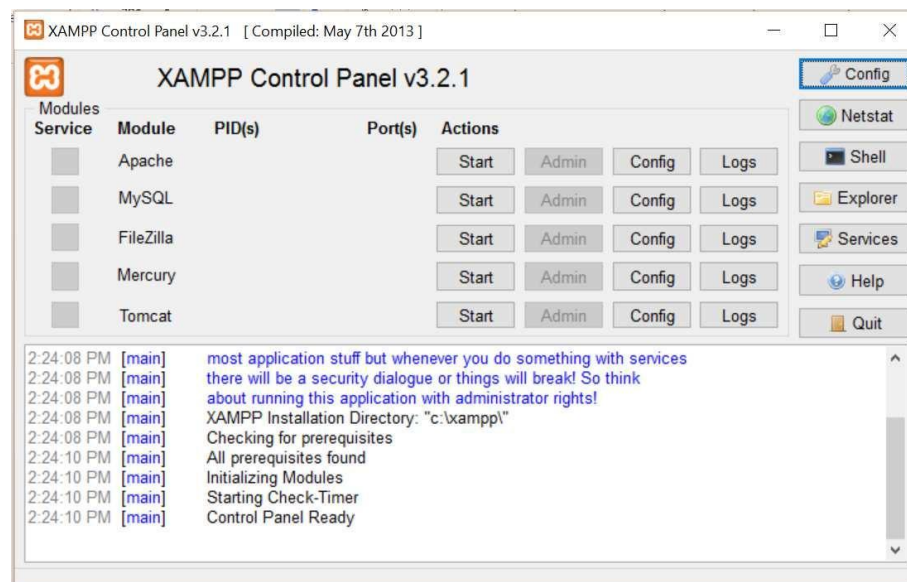 XAMPP Control Panel v3.2.1 [ Compiled: May 7th 2013 ]
XAMPP Control Panel v3.2.1
Config
Modules
Service Module PID(s) Port(s) Actions
Netstat
Apache Start Admin Config Logs
Shell
MySQL Start Admin Config Logs
Explorer
FileZilla Start Admin Config Logs
Services
Mercury Start Admin Config Logs
Help
Tomcat Start Admin Config Logs
Quit
2:24:08 PM [main] most application stuff but whenever you do something with services
2:24:08 PM [main] there will be a security dialogue or things will break! So think
2:24:08 PM [main] about running this application with administrator rights!
2:24:08 PM [main] XAMPP Installation Directory: "c:\xampp\"
2:24:08 PM [main] Checking for prerequisites
2:24:10 PM [main] All prerequisites found
2:24:10 PM [main] Initializing Modules
2:24:10 PM [main] Starting Check-Timer
2:24:10 PM [main] Control Panel Ready